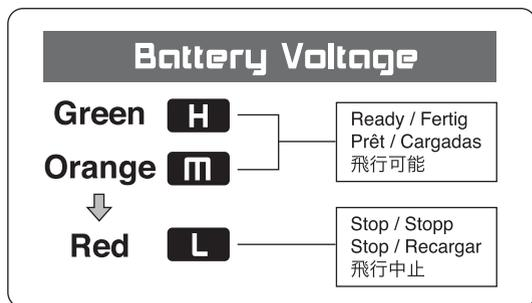 Battery Voltage
Green H
Orange m
Red L
Ready / Fertig
Prêt / Cargadas
飛行可能
Stop / Stopp
Stop / Recargar
飛行中止